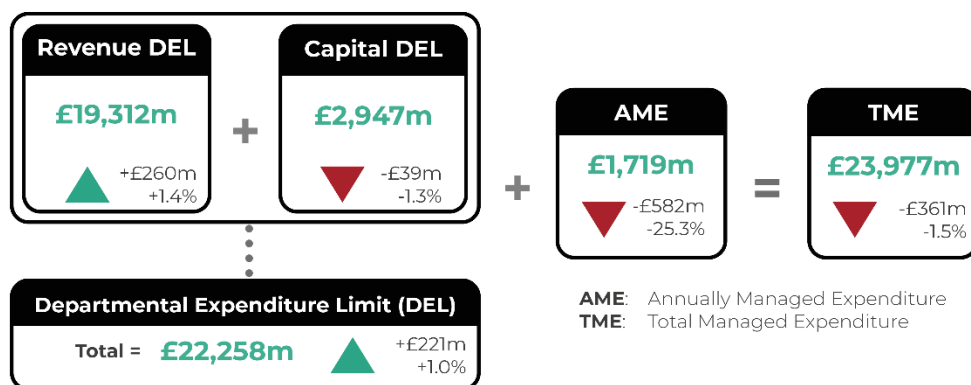 Revenue DEL
£19,312m
+£260m
+1.4%
+
Capital DEL
£2,947m
-£39m
-1.3%
+
AME
£1,719m
-£582m
-25.3%
=
TME
£23,977m
-£361m
-1.5%
Departmental Expenditure Limit (DEL)
Total = £22,258m
+£221m
+1.0%
AME: Annually Managed Expenditure
TME: Total Managed Expenditure